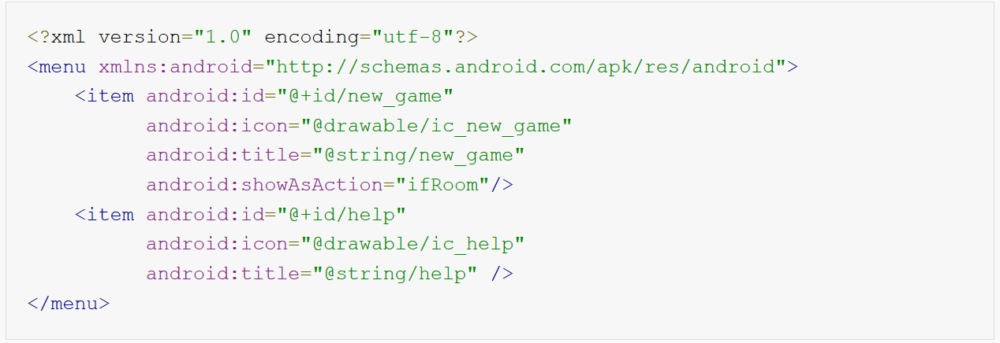 <?xml version="1.0" encoding="utf-8"?>
<menu xmlns:android="http://schemas.android.com/apk/res/android">
    <item android:id="@+id/new_game"
          android:icon="@drawable/ic_new_game"
          android:title="@string/new_game"
          android:showAsAction="ifRoom"/>
    <item android:id="@+id/help"
          android:icon="@drawable/ic_help"
          android:title="@string/help" />
</menu>